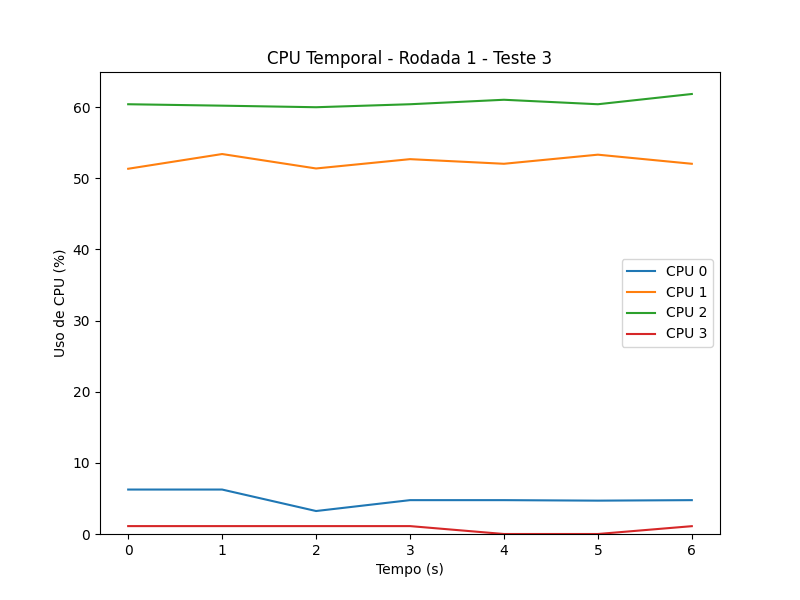 CPU Temporal - Rodada 1 - Teste 3
Uso de CPU (%)
60
50
40
30
20
10
0
CPU 0
CPU 1
CPU 2
CPU 3
0 1 2 3 4 5 6
Tempo (s)